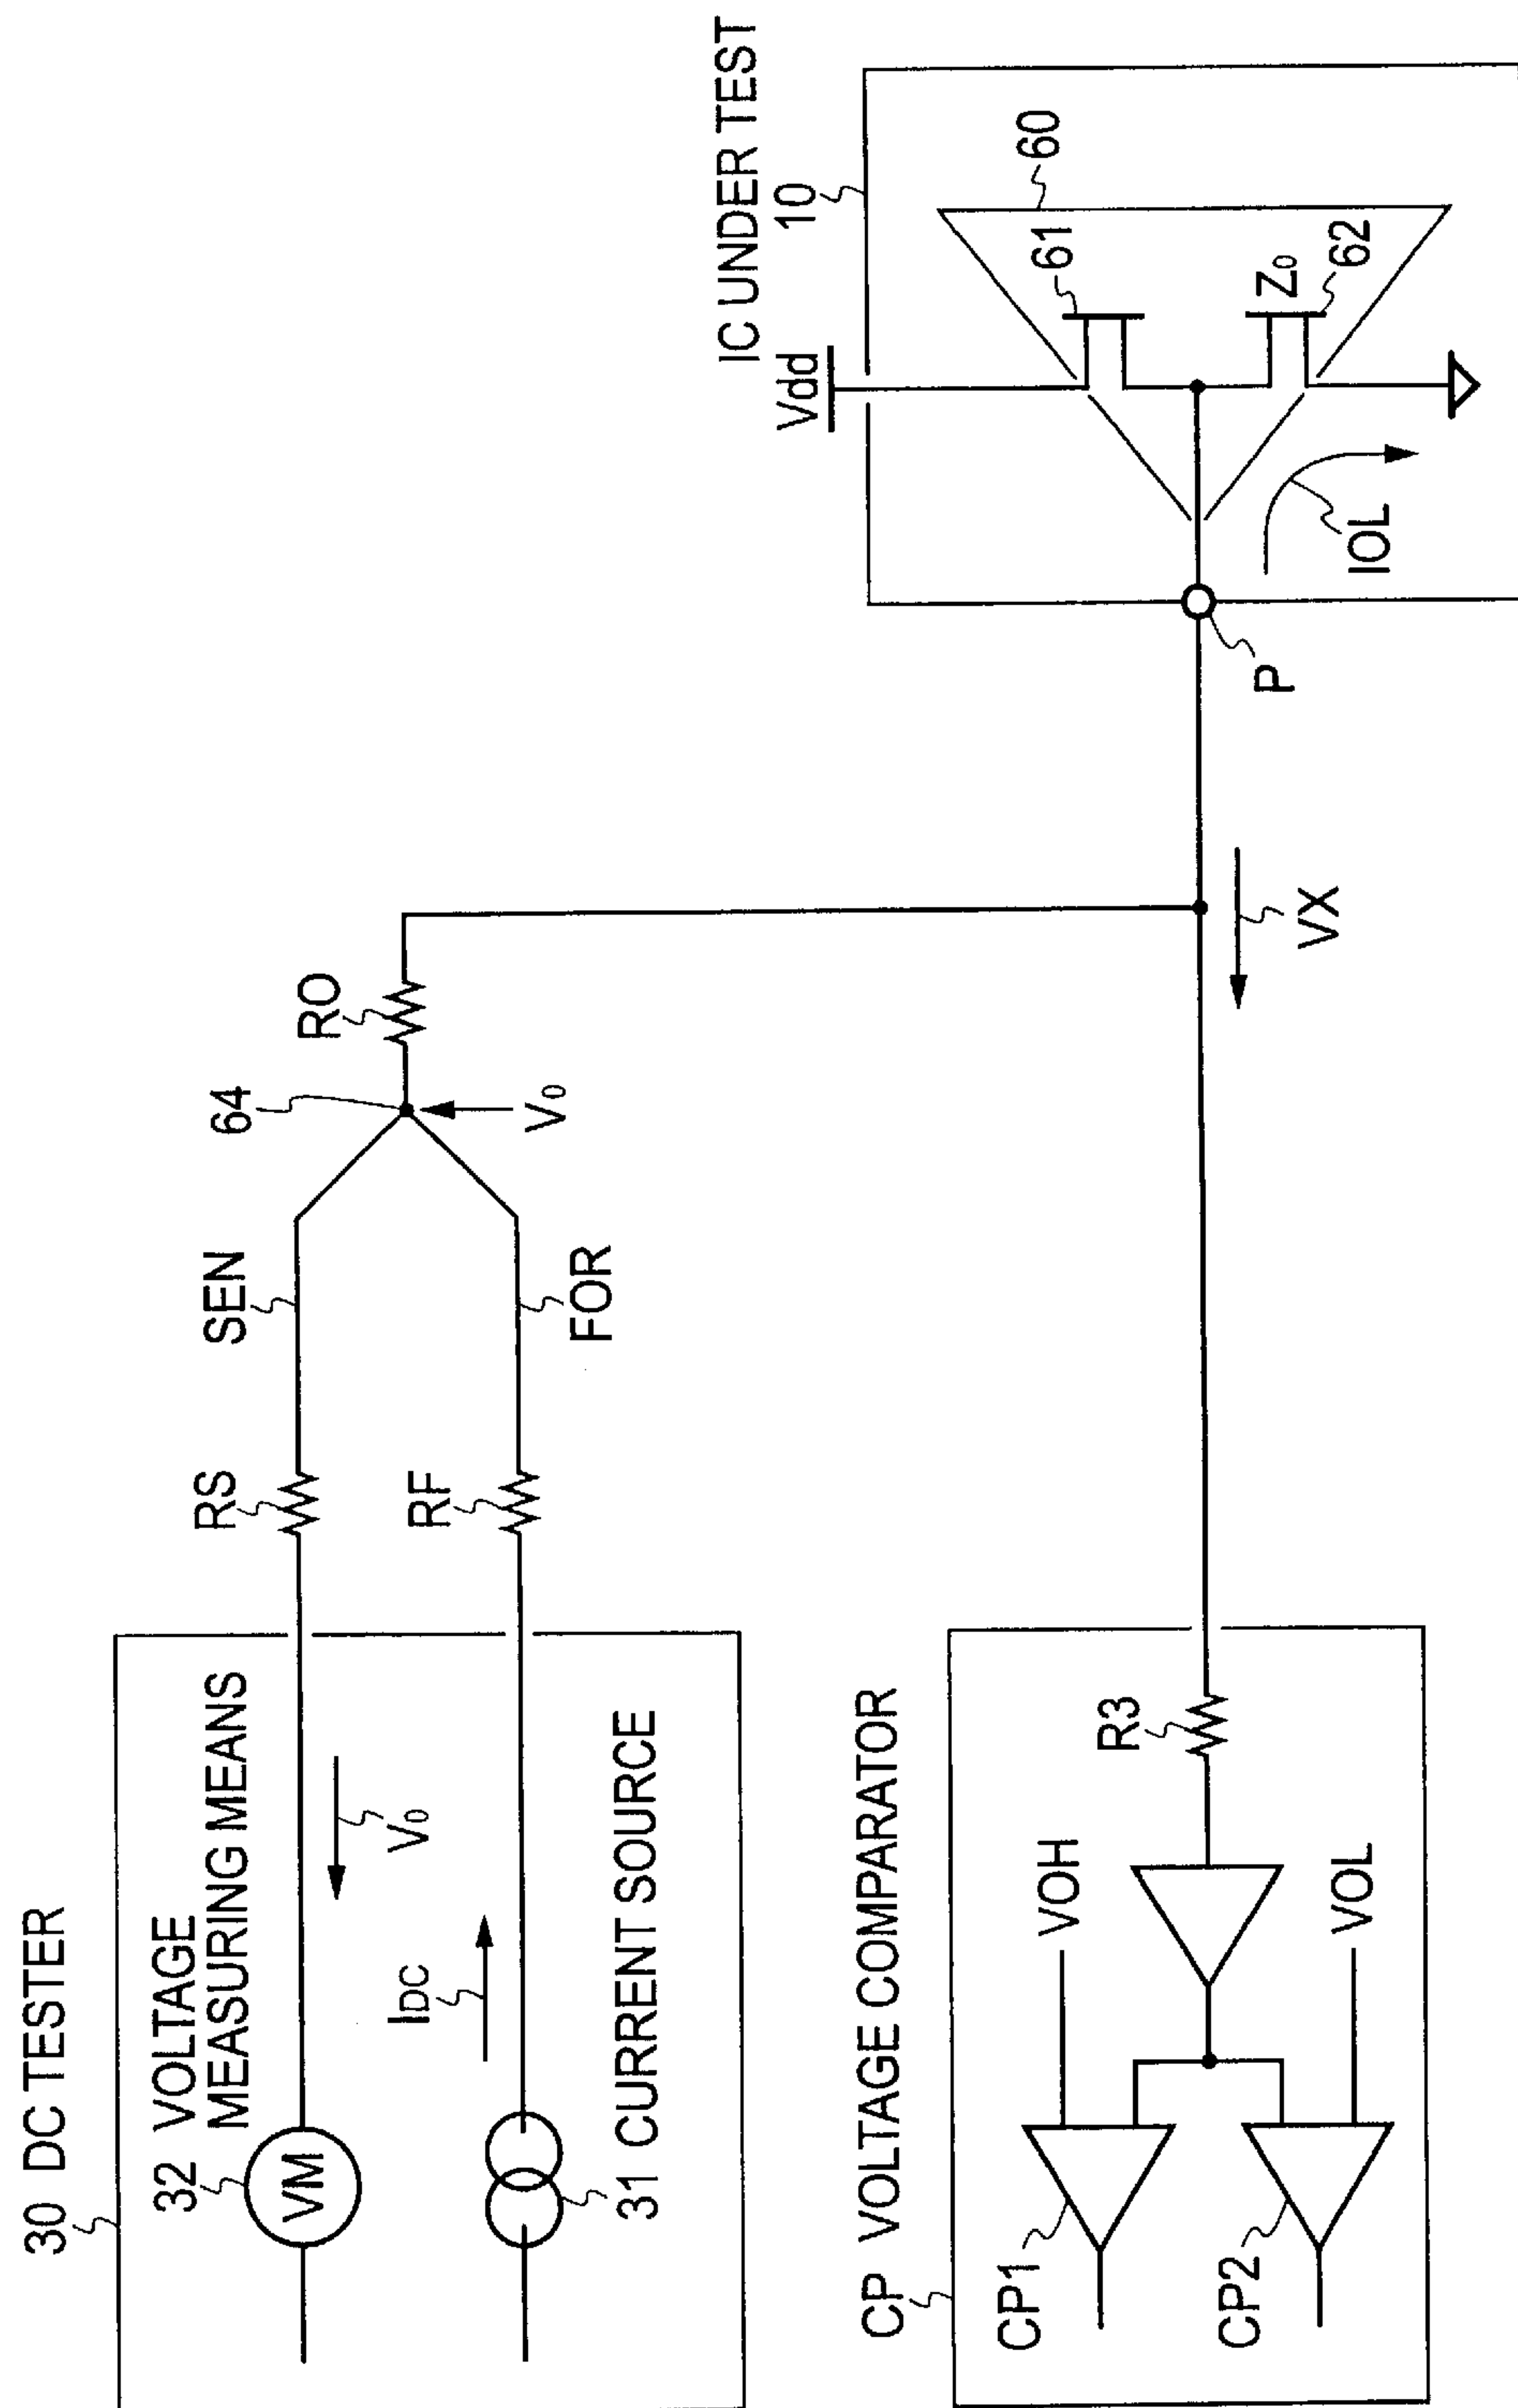 30 DC TESTER
32 VOLTAGE
MEASURING MEANS
VM
V₀
IDC
31 CURRENT SOURCE
RS
SEN
RF
FOR
64
V₀
RO
CP VOLTAGE COMPARATOR
CP1
CP2
VOH
VOL
R3
VX
P
IC UNDER TEST
10
Vdd
60
61
Z₀
62
IOL